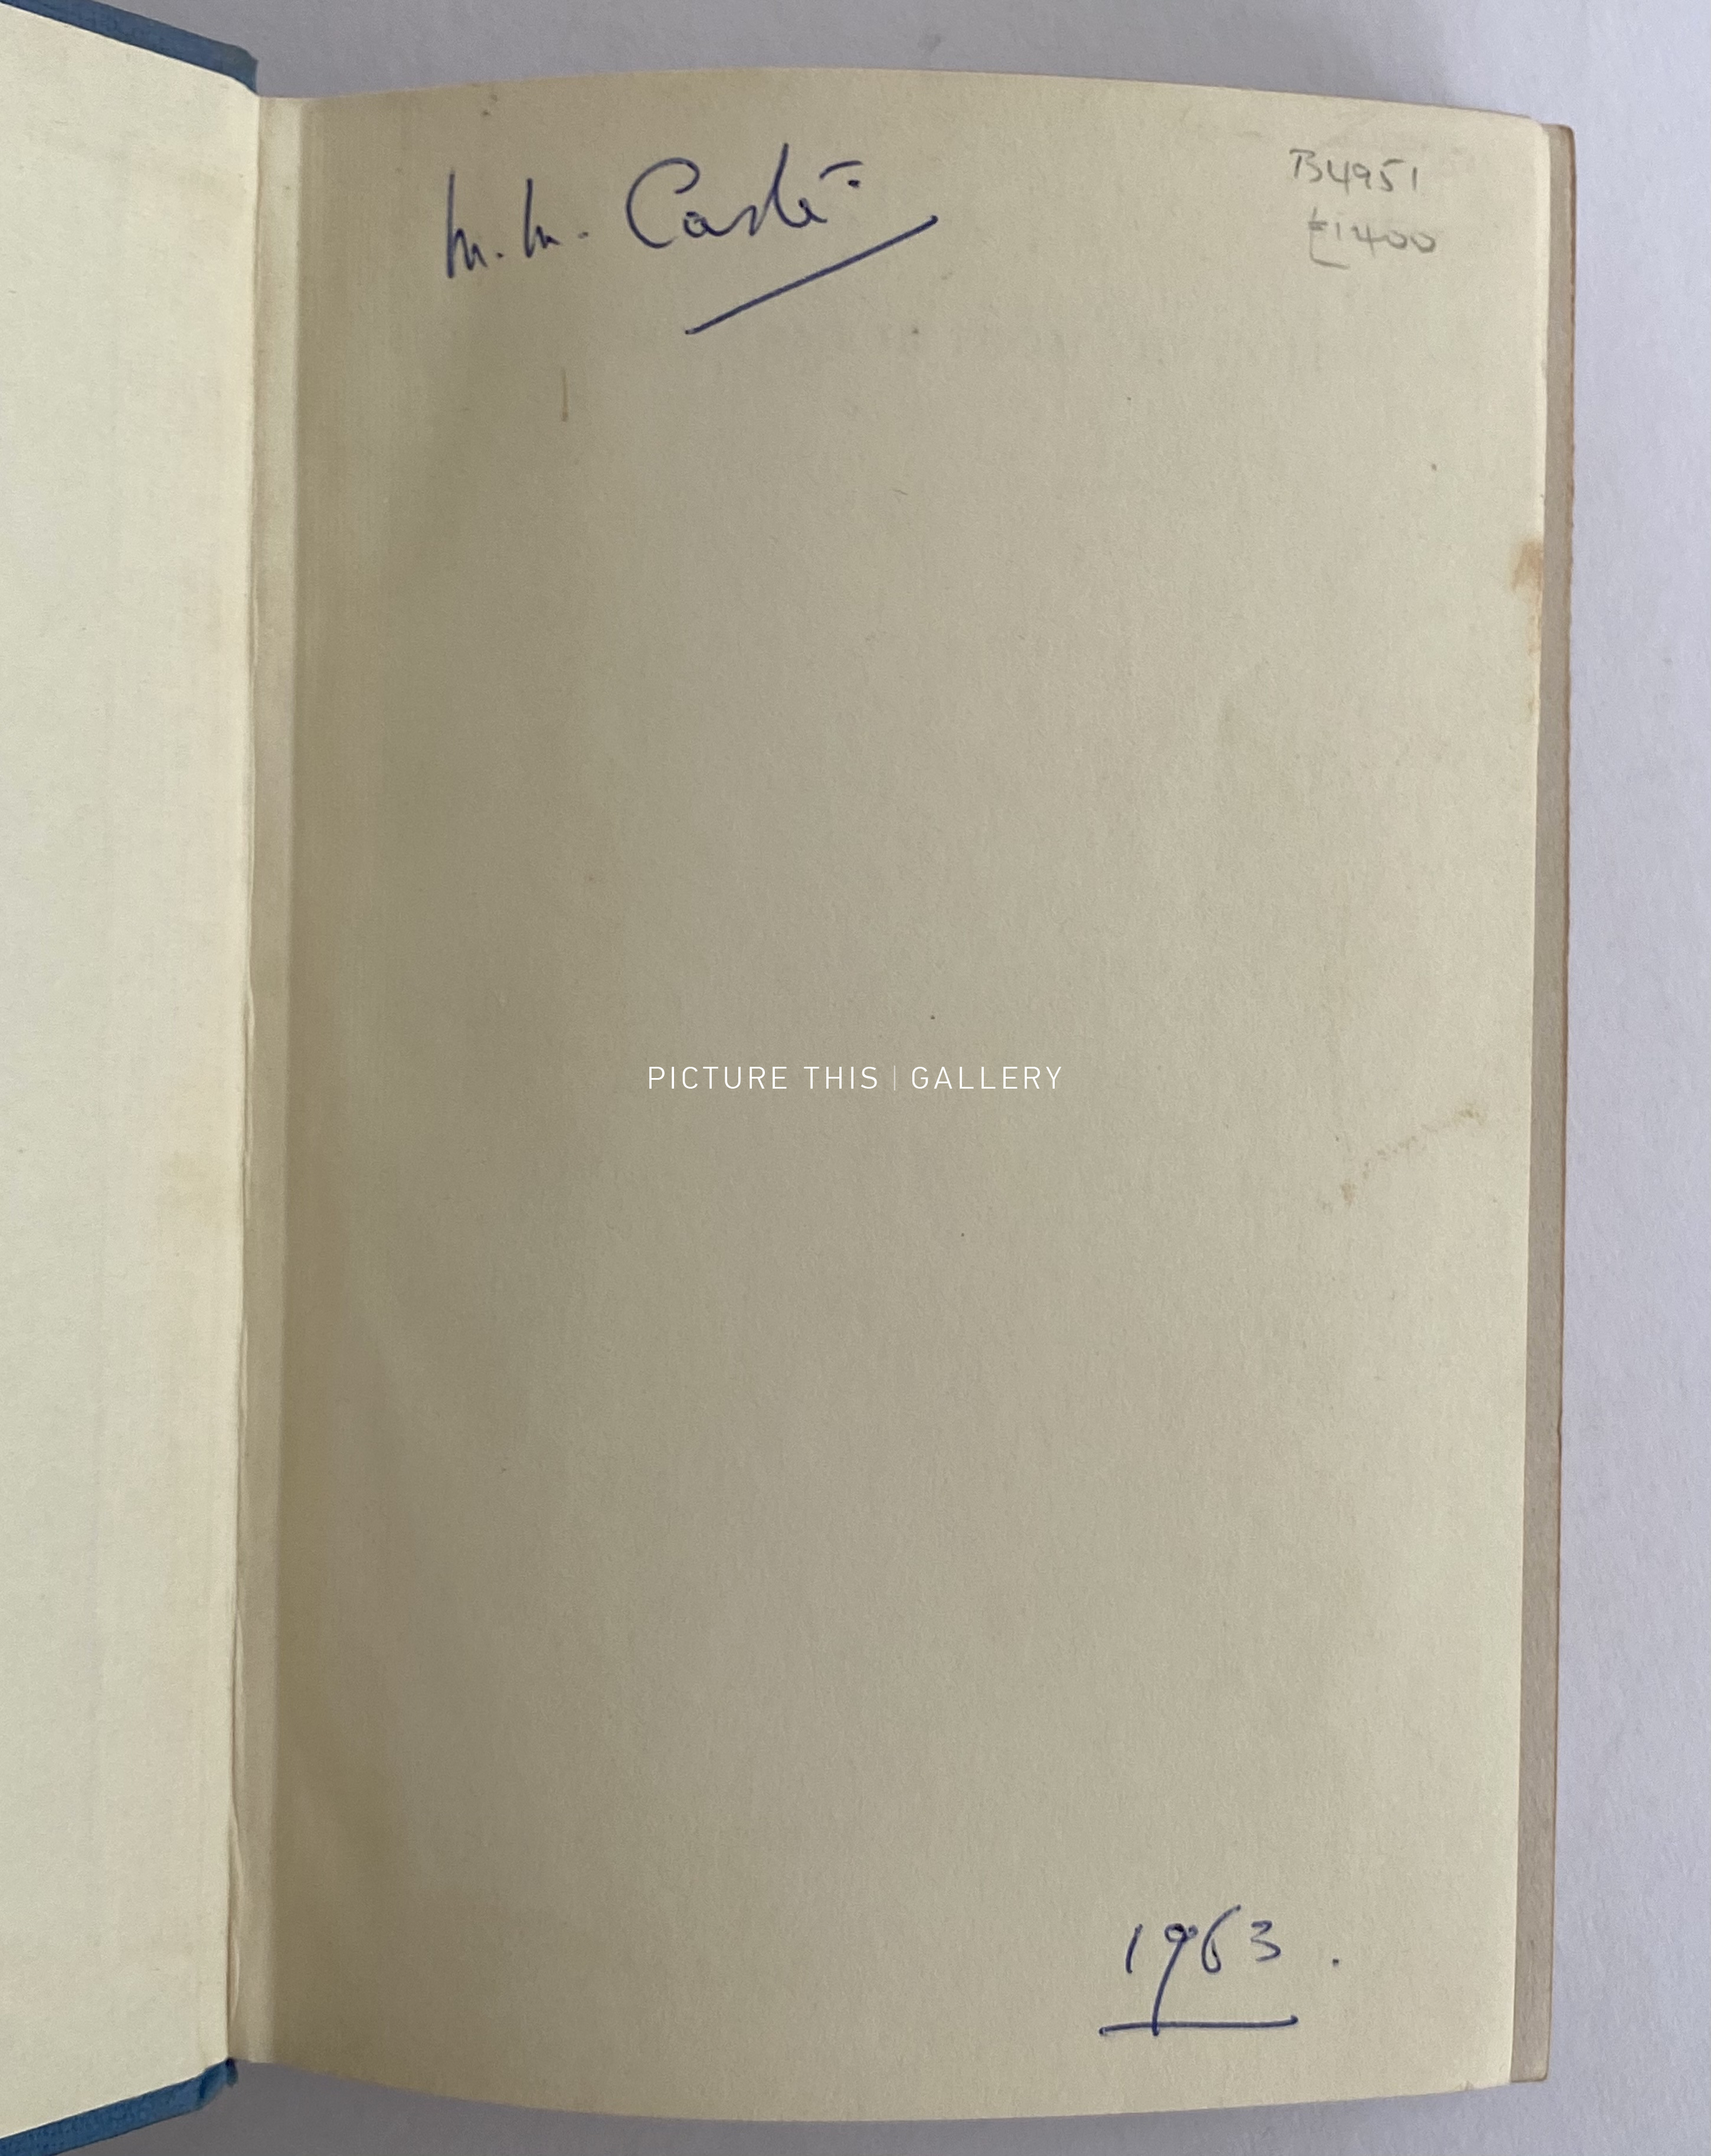 M. M.
B4951
£1400
PICTURE THIS | GALLERY
1963.